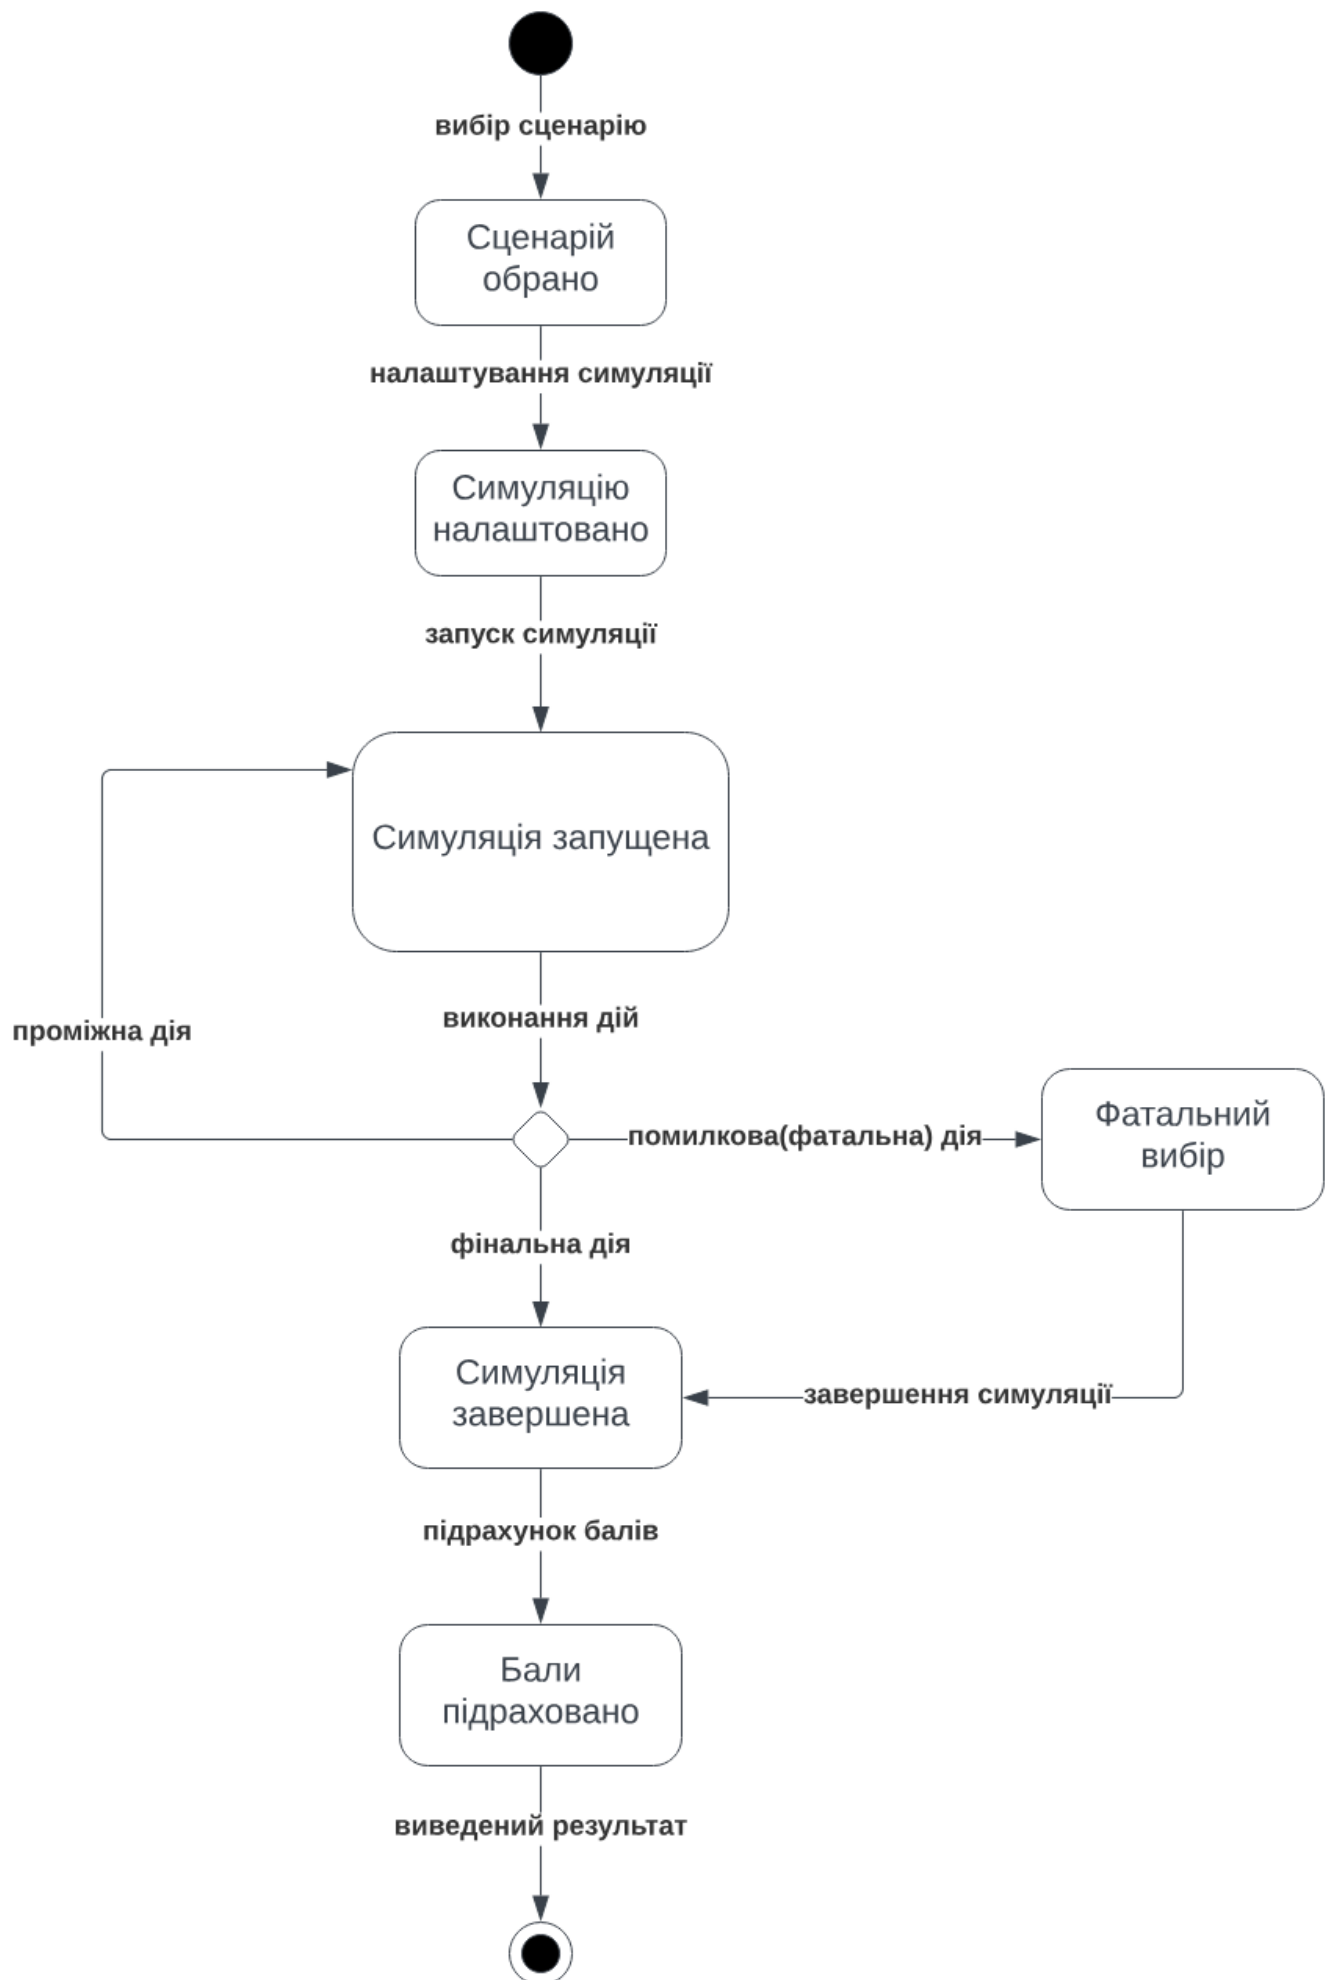 вибір сценарію
Сценарій
обрано
налаштування симуляції
Симуляцію
налаштовано
запуск симуляції
Симуляція запущена
виконання дій
проміжна дія
помилкова(фатальна) дія
Фатальний
вибір
фінальна дія
Симуляція
завершена
завершення симуляції
підрахунок балів
Бали
підраховано
виведений результат